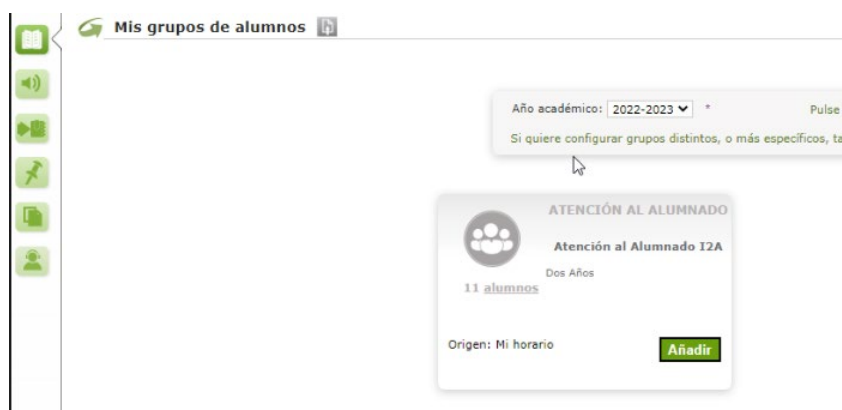 Mis grupos de alumnos
Año académico: 2022-2023 * Pulse
Si quiere configurar grupos distintos, o más específicos, ta
ATENCIÓN AL ALUMNADO
Atención al Alumnado I2A
Dos Años
11 alumnos
Origen: Mi horario Añadir